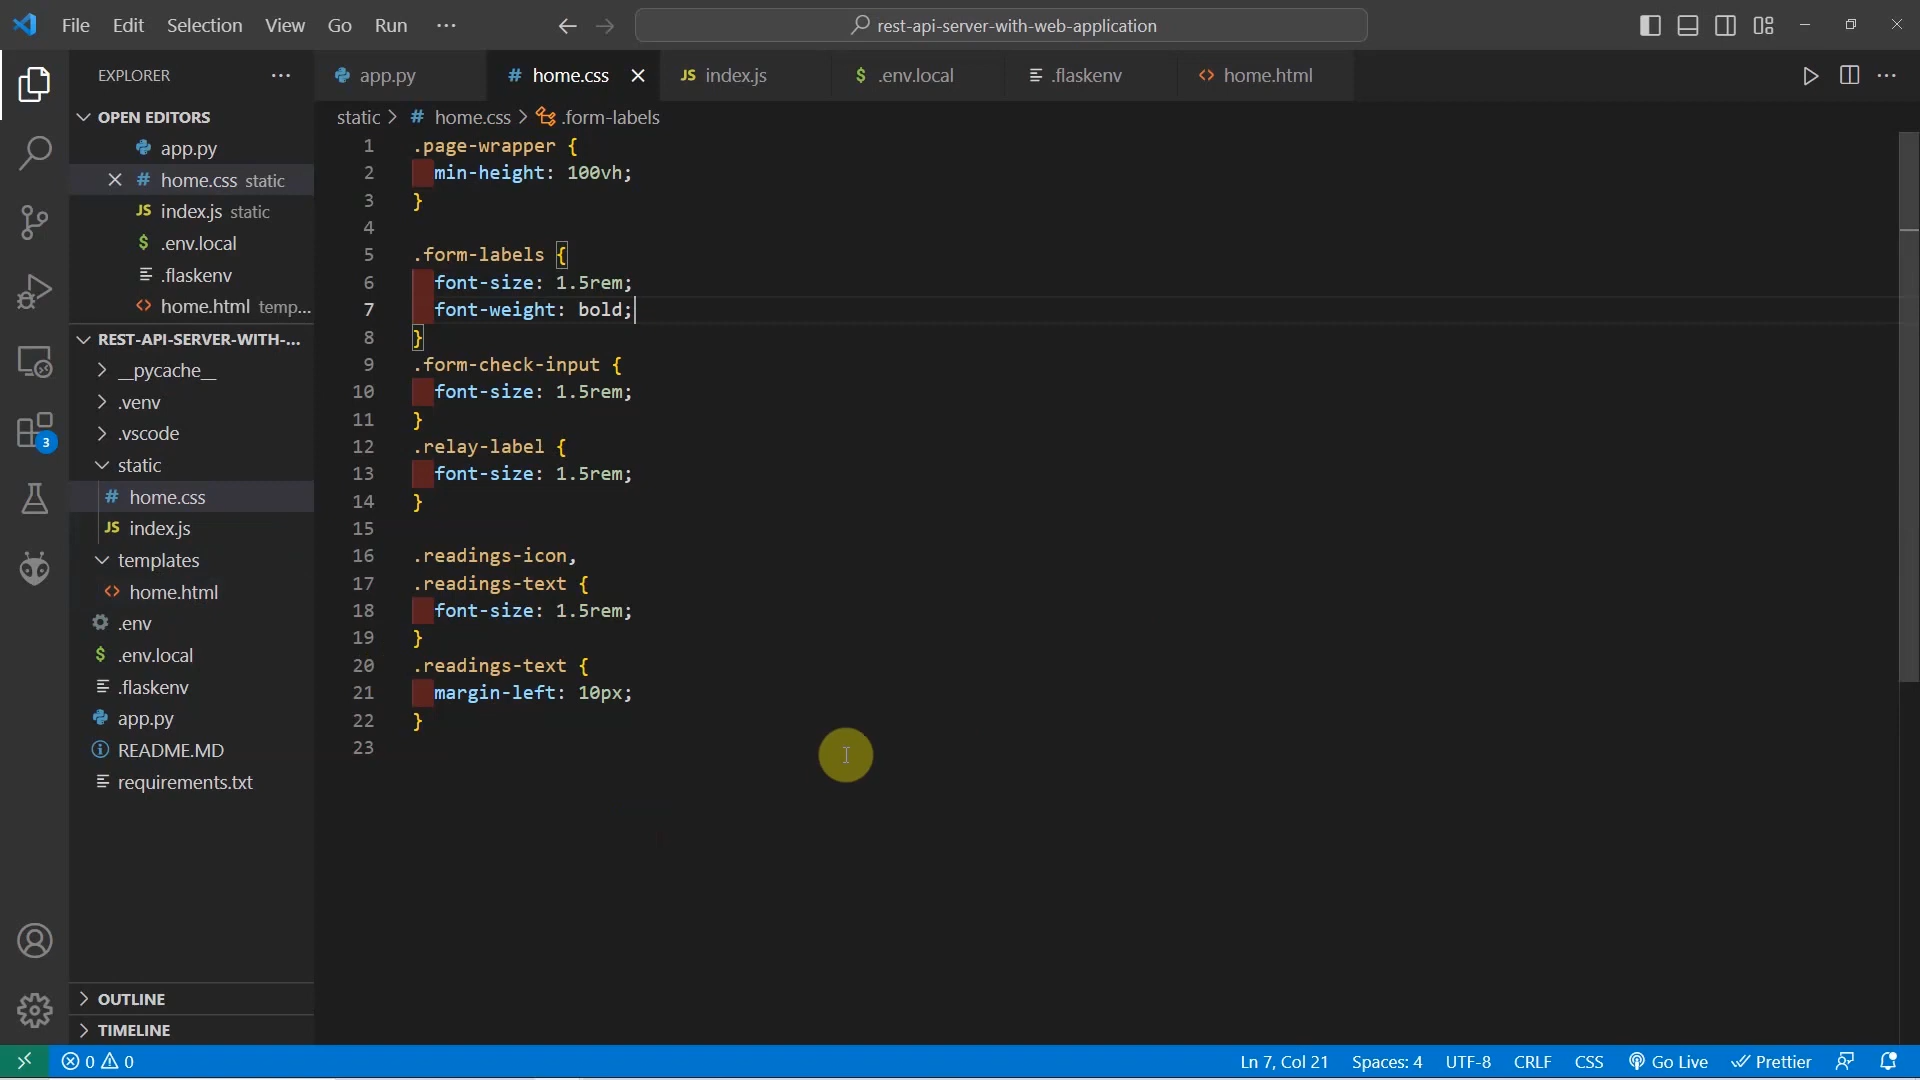 File Edit Selection View Go Run ··· rest-api-server-with-web-application
EXPLORER ···
app.py # home.css JS index.js $ .env.local .flaskenv <> home.html ···
static > # home.css > .form-labels
OPEN EDITORS
app.py
# home.css static
JS index.js static
$ .env.local
.flaskenv
<> home.html temp...
REST-API-SERVER-WITH-...
__pycache__
.venv
.vscode
static
# home.css
JS index.js
templates
<> home.html
.env
$ .env.local
.flaskenv
app.py
README.MD
requirements.txt
OUTLINE
TIMELINE
3
1 .page-wrapper {
2 min-height: 100vh;
3 }
4
5 .form-labels {
6 font-size: 1.5rem;
7 font-weight: bold;
8 }
9 .form-check-input {
10 font-size: 1.5rem;
11 }
12 .relay-label {
13 font-size: 1.5rem;
14 }
15
16 .readings-icon,
17 .readings-text {
18 font-size: 1.5rem;
19 }
20 .readings-text {
21 margin-left: 10px;
22 }
23
0 0 Ln 7, Col 21 Spaces: 4 UTF-8 CRLF CSS Go Live Prettier